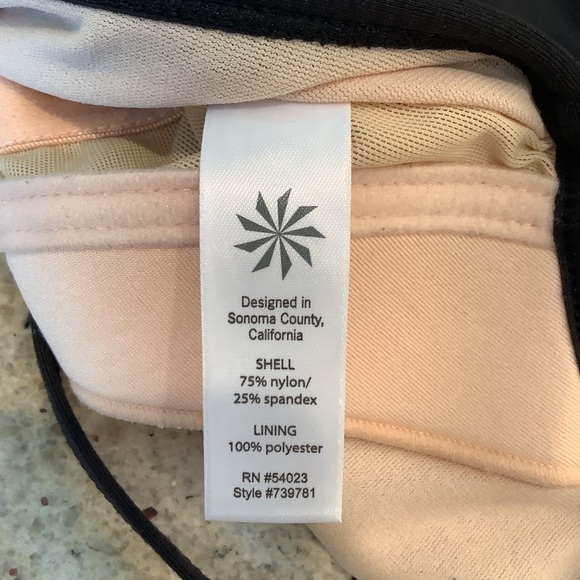 Designed in
Sonoma County,
California
SHELL
75% nylon/
25% spandex
LINING
100% polyester
RN #54023
Style #739781